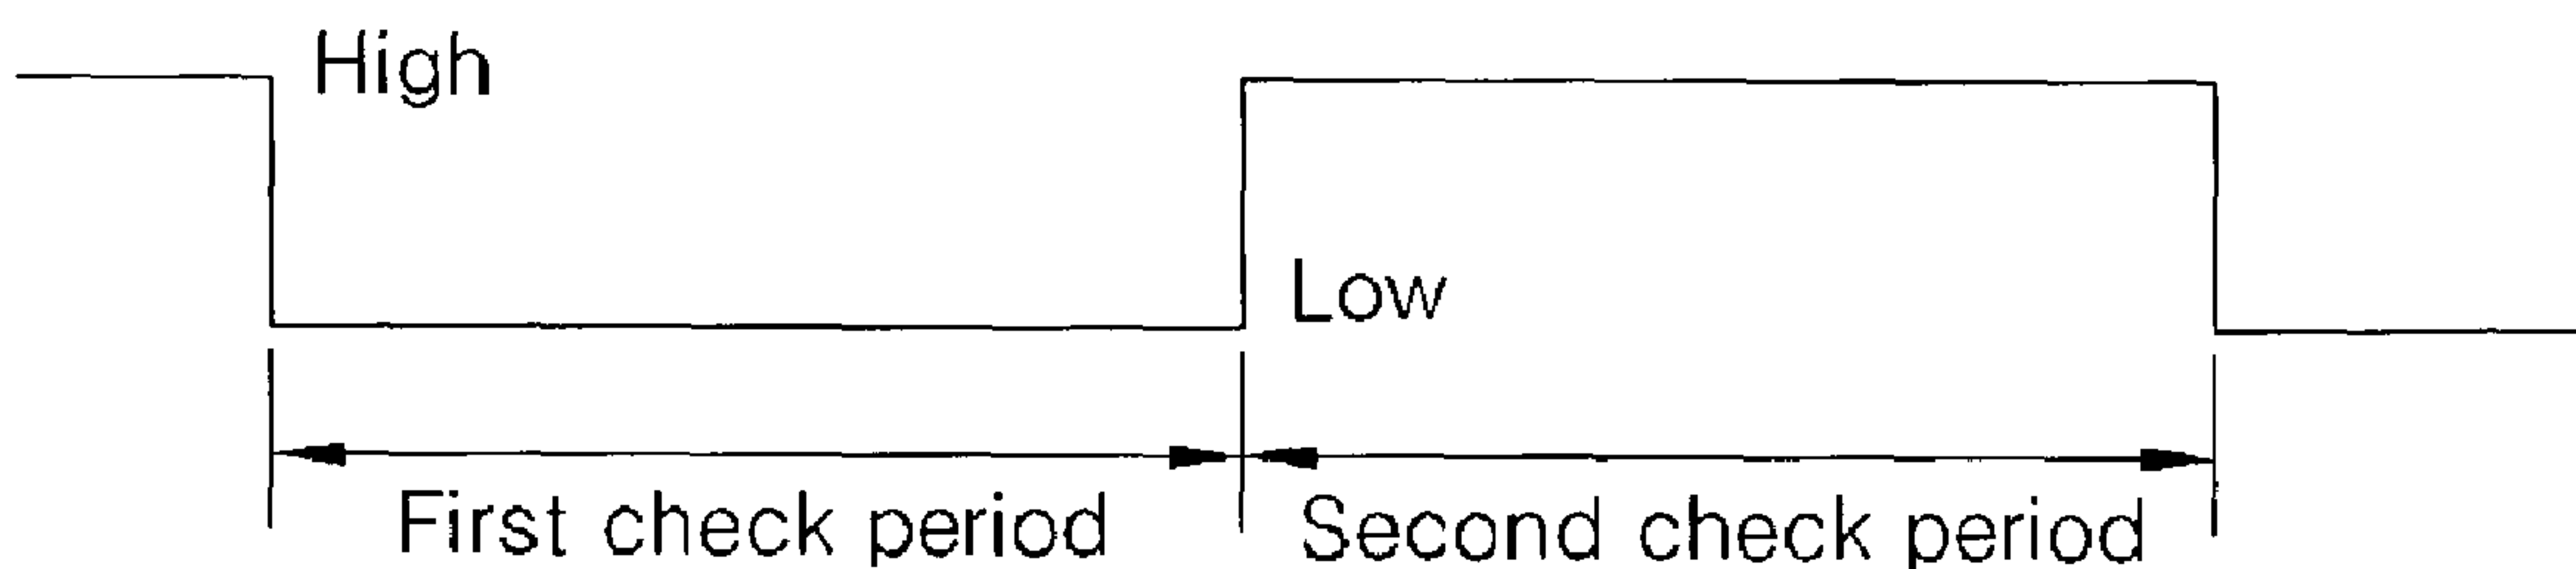 High
Low
First check period
Second check period